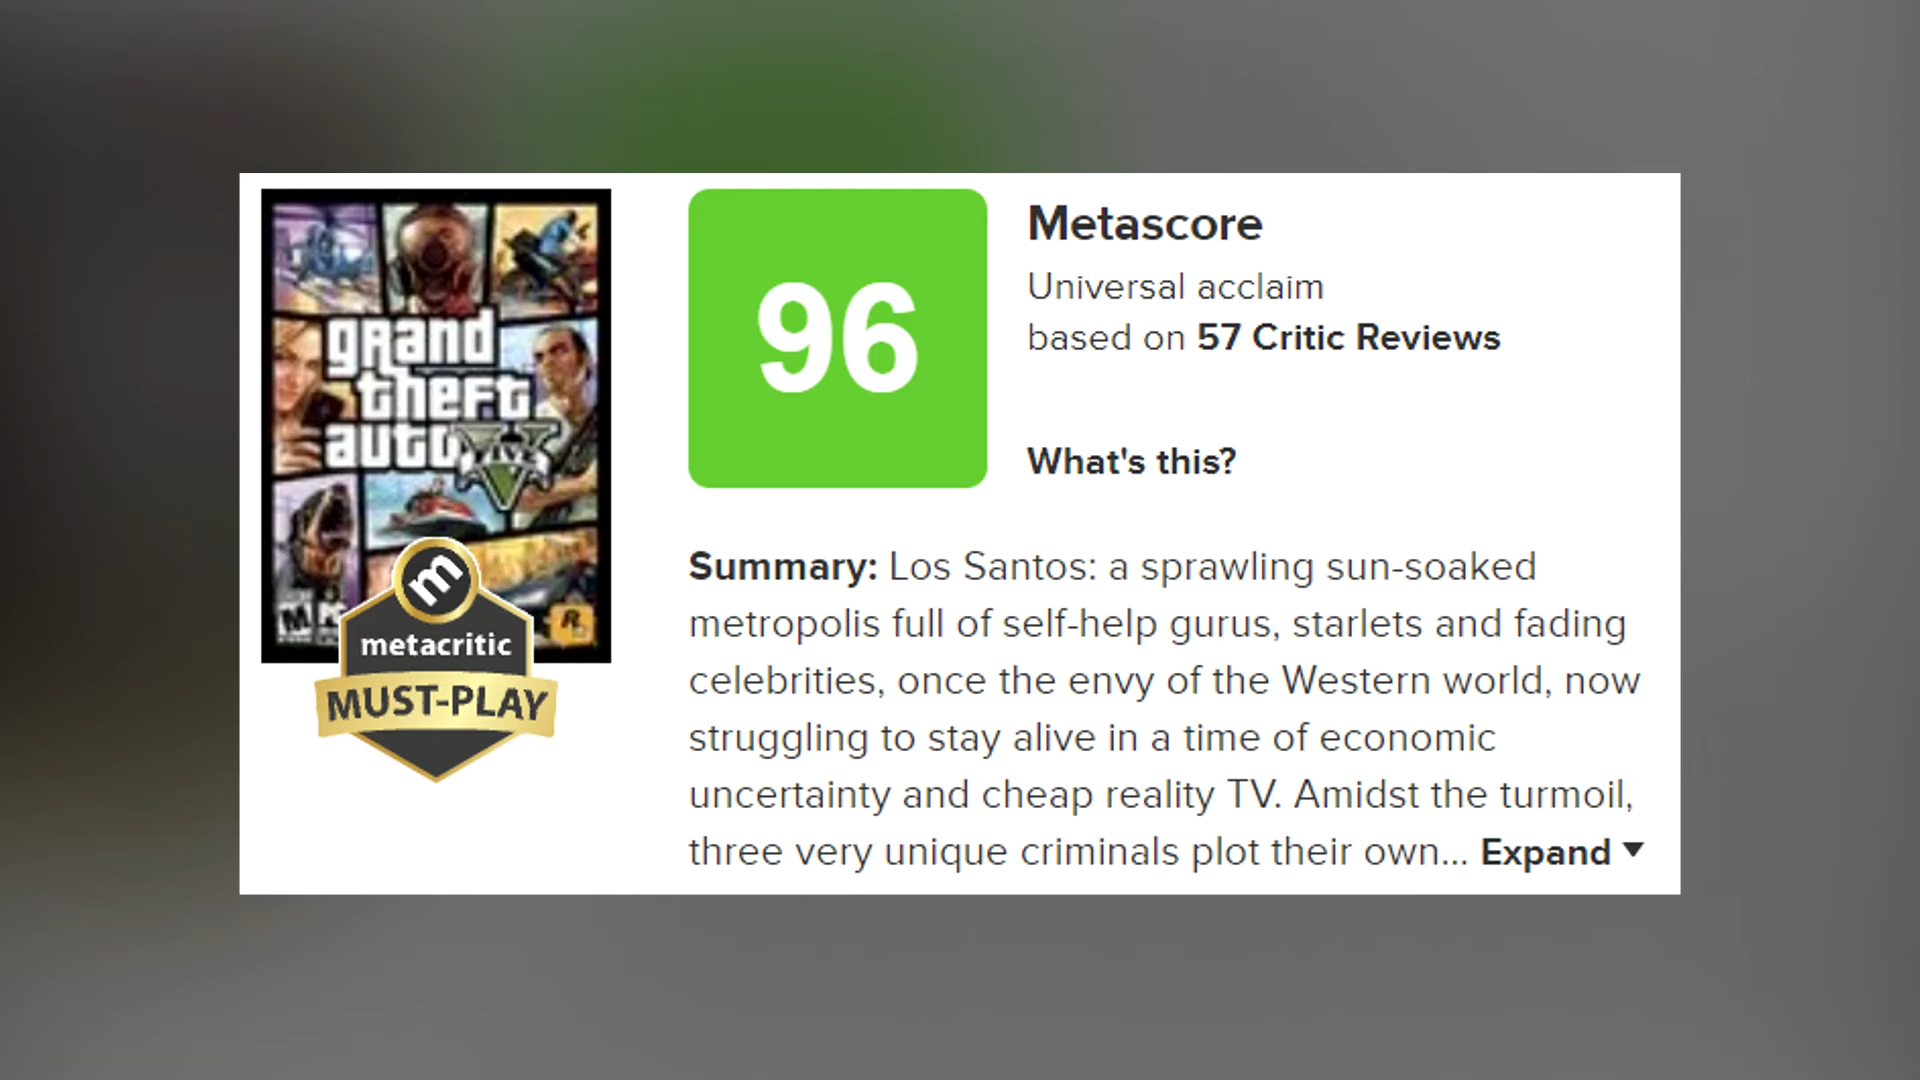 grand
theft
auto V
FIVE
M PC
R
m
metacritic
MUST-PLAY
96
Metascore
Universal acclaim
based on 57 Critic Reviews
What's this?
Summary: Los Santos: a sprawling sun-soaked
metropolis full of self-help gurus, starlets and fading
celebrities, once the envy of the Western world, now
struggling to stay alive in a time of economic
uncertainty and cheap reality TV. Amidst the turmoil,
three very unique criminals plot their own... Expand